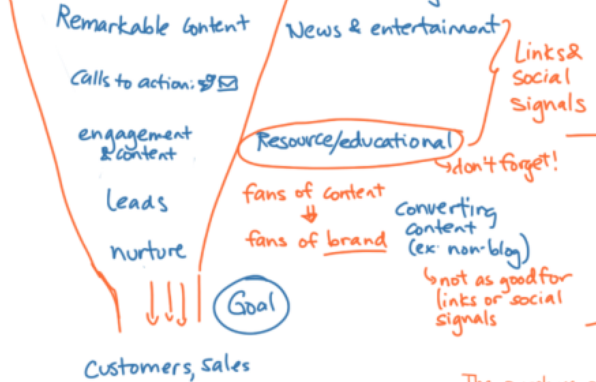 Remarkable content
News & entertainment
Links &
social
signals
Calls to action:
engagement
& content
Resource/educational
don't forget!
leads
fans of content
fans of brand
nurture
converting
content
(ex: non-blog)
not as good for
links or social
signals
Goal
Customers, sales